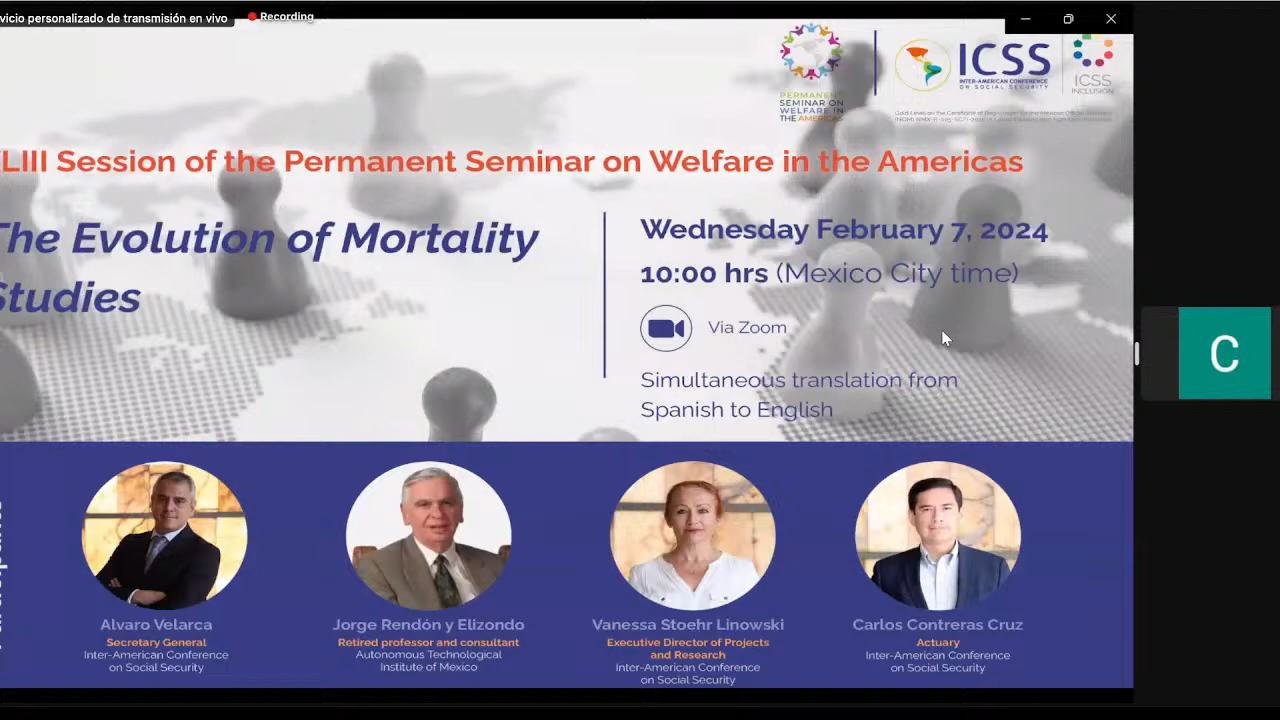 vicio personalizado de transmisión en vivo
Recording
PERMANENT
SEMINAR ON
WELFARE IN
THE AMERICAS
ICSS
INTER-AMERICAN CONFERENCE
ON SOCIAL SECURITY
ICSS
INCLUSION
LIII Session of the Permanent Seminar on Welfare in the Americas
The Evolution of Mortality
Studies
Wednesday February 7, 2024
10:00 hrs (Mexico City time)
Via Zoom
Simultaneous translation from
Spanish to English
C
Alvaro Velarca
Secretary General
Inter-American Conference
on Social Security
Jorge Rendón y Elizondo
Retired professor and consultant
Autonomous Technological
Institute of Mexico
Vanessa Stoehr Linowski
Executive Director of Projects
and Research
Inter-American Conference
on Social Security
Carlos Contreras Cruz
Actuary
Inter-American Conference
on Social Security